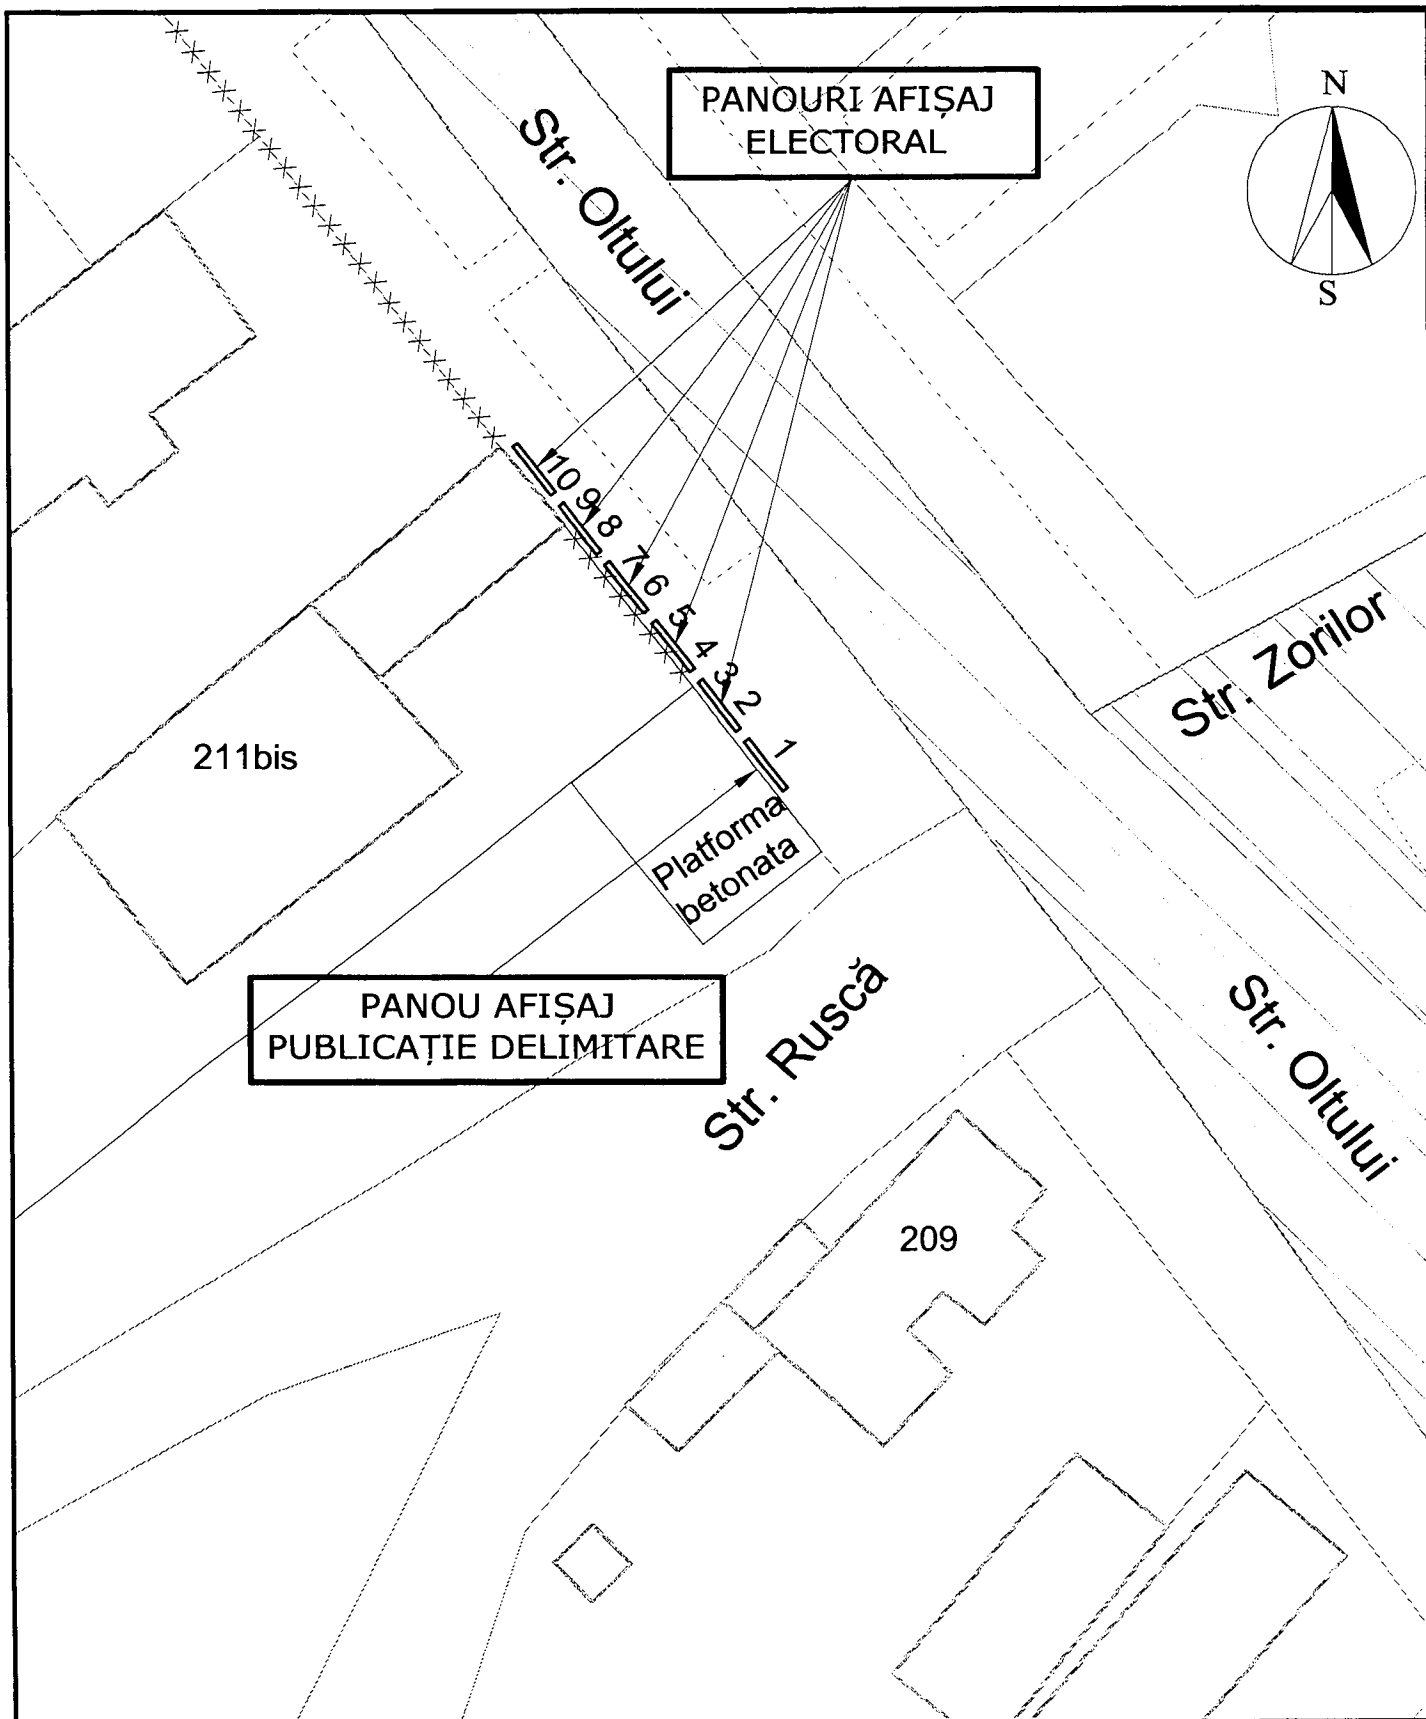 PANOURI AFIȘAJ
ELECTORAL
N
S
Str. Oltului
10
9
8
7
6
5
4
3
2
1
Str. Zorilor
211bis
Platforma
betonata
PANOU AFIȘAJ
PUBLICAȚIE DELIMITARE
Str. Ruscă
Str. Oltului
209